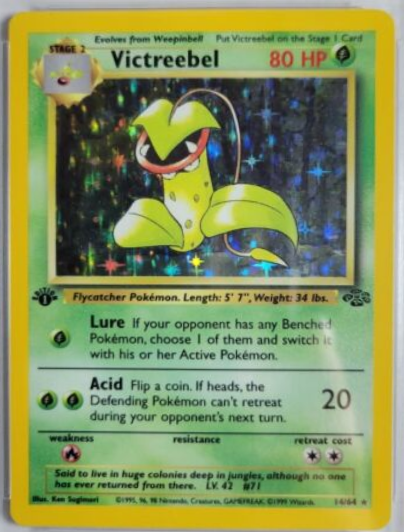 Evolves from Weepinbell Put Victreebel on the Stage 1 Card
STAGE 2
Victreebel 80 HP
1
Flycatcher Pokémon. Length: 5' 7", Weight: 34 lbs.
Lure If your opponent has any Benched
Pokémon, choose 1 of them and switch it
with his or her Active Pokémon.
Acid Flip a coin. If heads, the
Defending Pokémon can't retreat
during your opponent's next turn.
20
weakness resistance retreat cost
Said to live in huge colonies deep in jungles, although no one
has ever returned from there. LV. 42 #71
Illus. Ken Sugimori ©1995, 96, 98 Nintendo, Creatures, GAMEFREAK. ©1999 Wizards. 14/64 ★